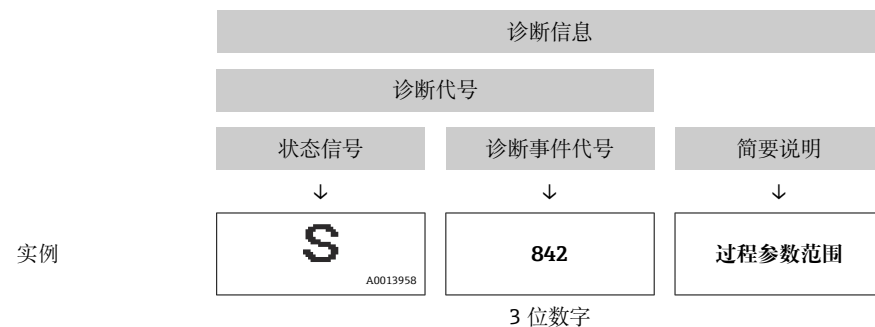 诊断信息
诊断代号
状态信号 诊断事件代号 简要说明
↓ ↓ ↓
实例 S 842 过程参数范围
A0013958
3 位数字